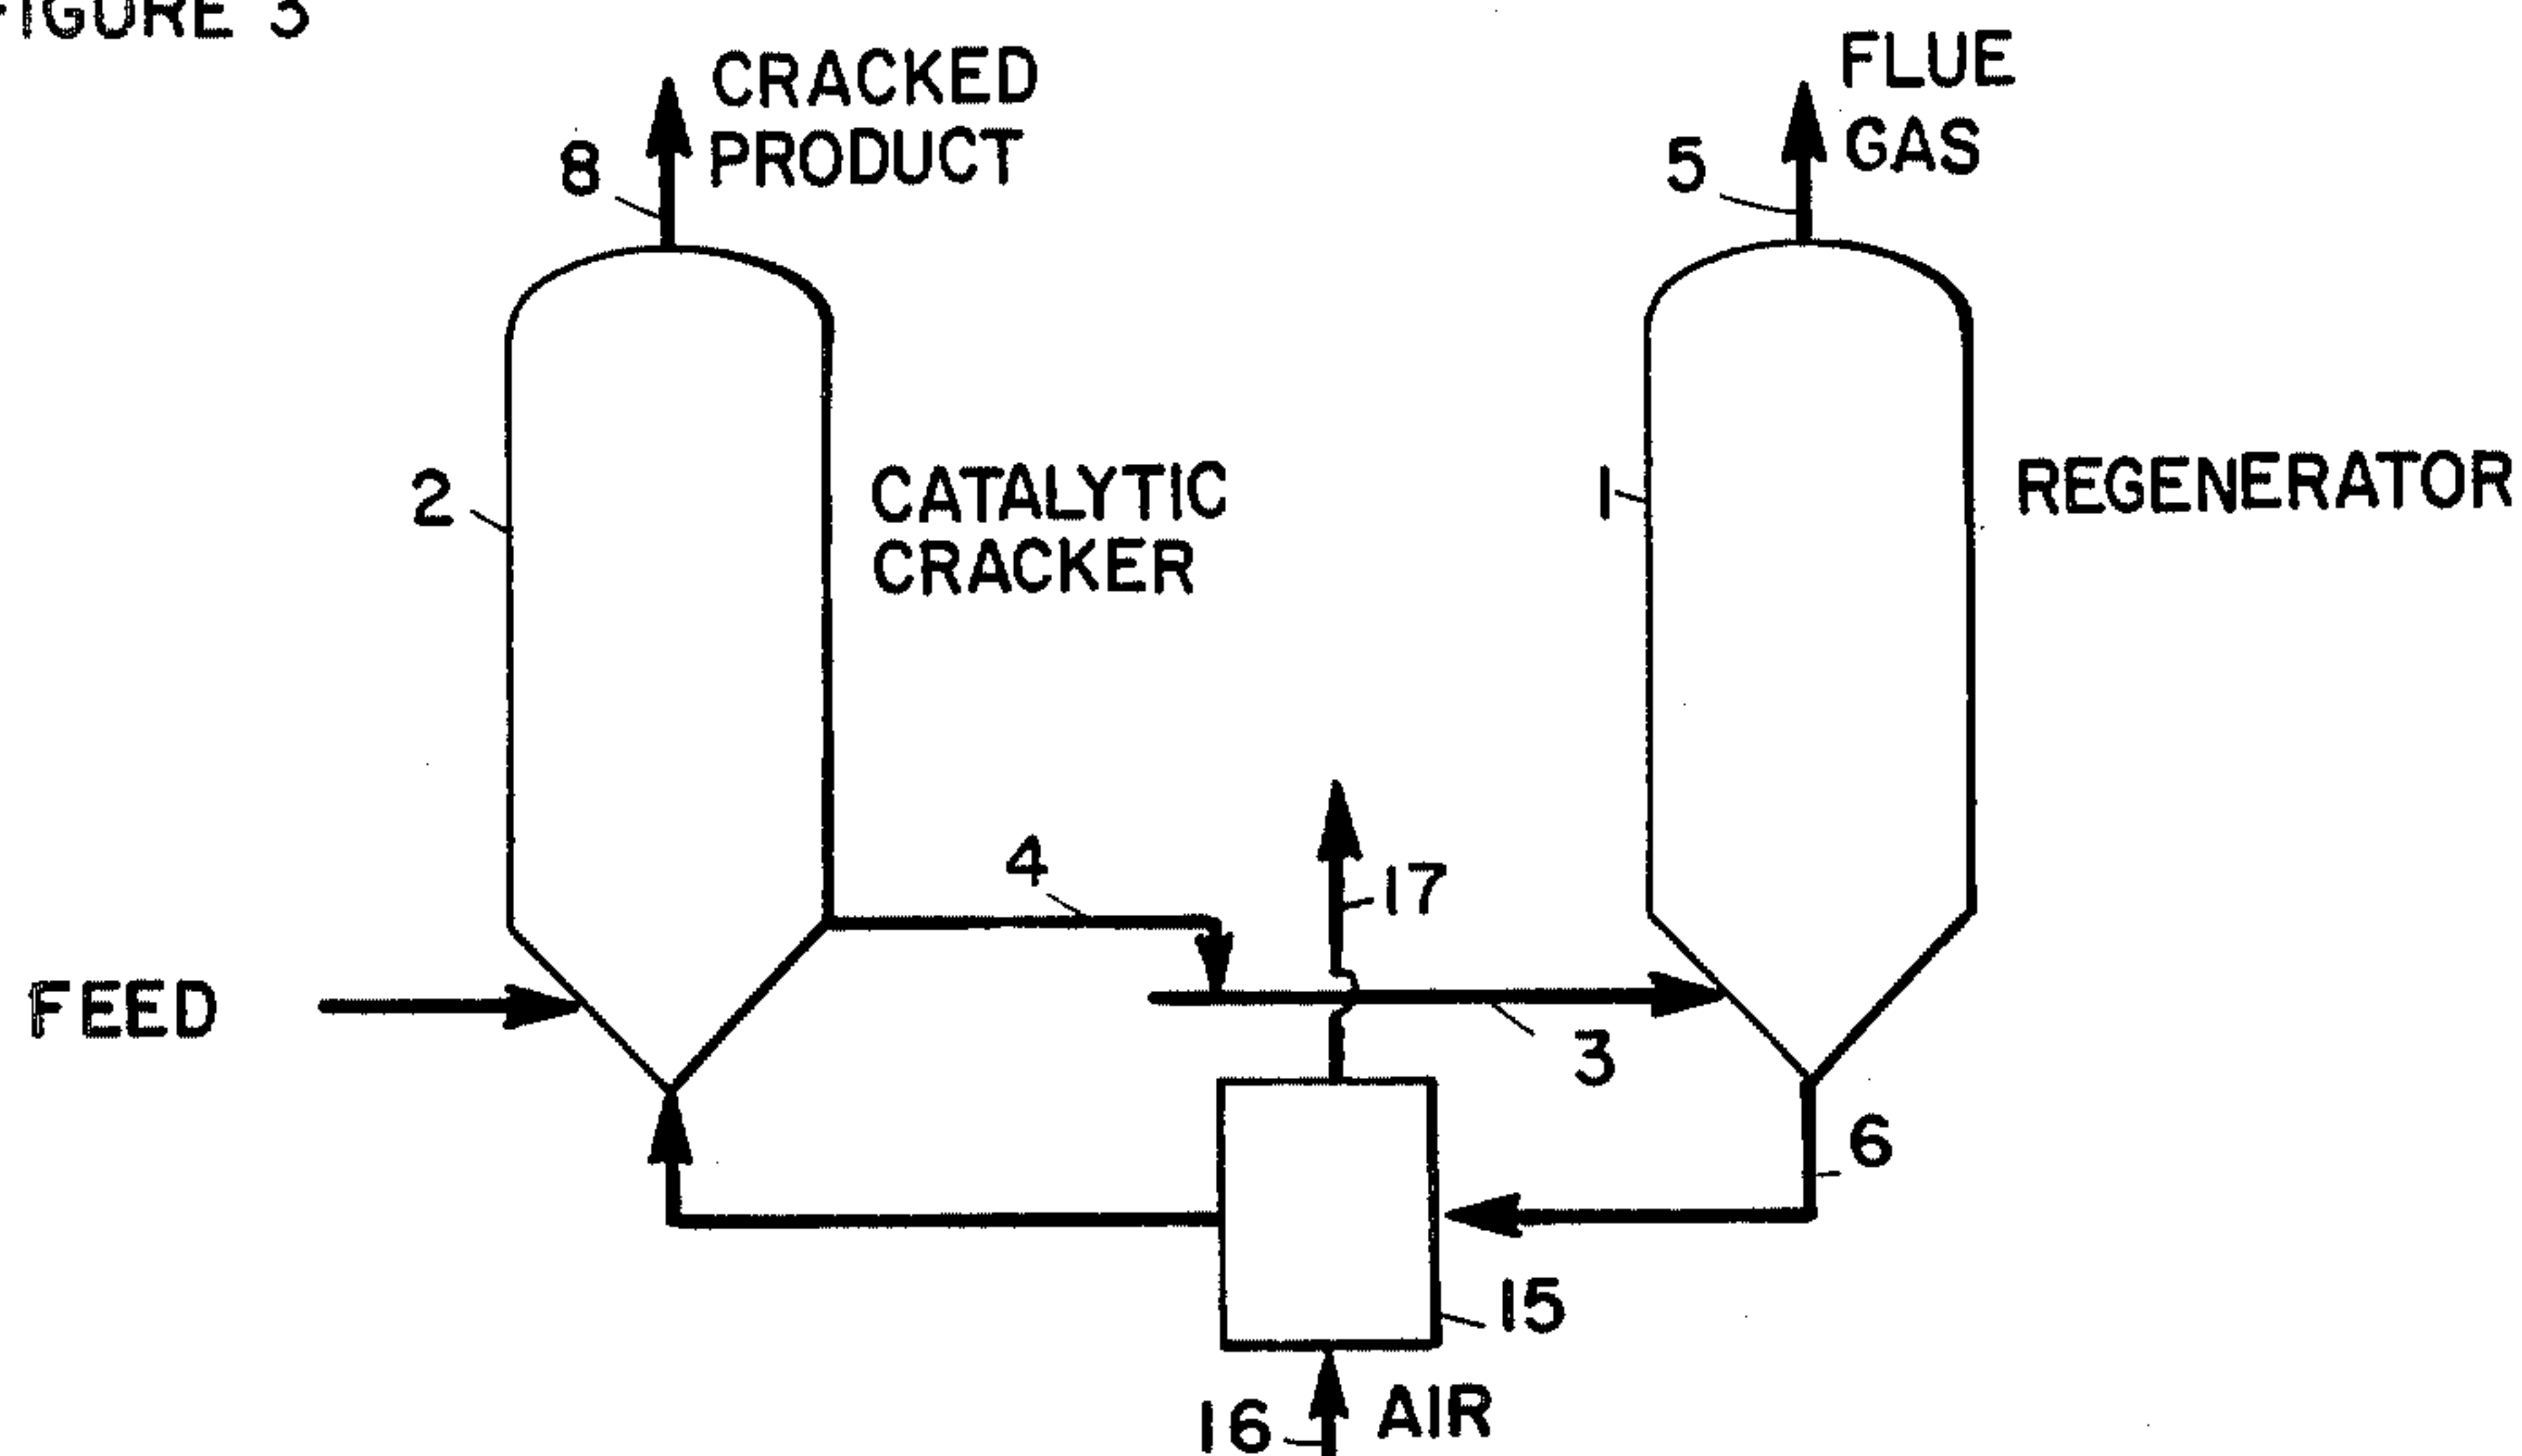 FIGURE 3
CRACKED
PRODUCT
8
FLUE
GAS
5
2
CATALYTIC
CRACKER
1
REGENERATOR
4
17
FEED
3
6
15
16
AIR